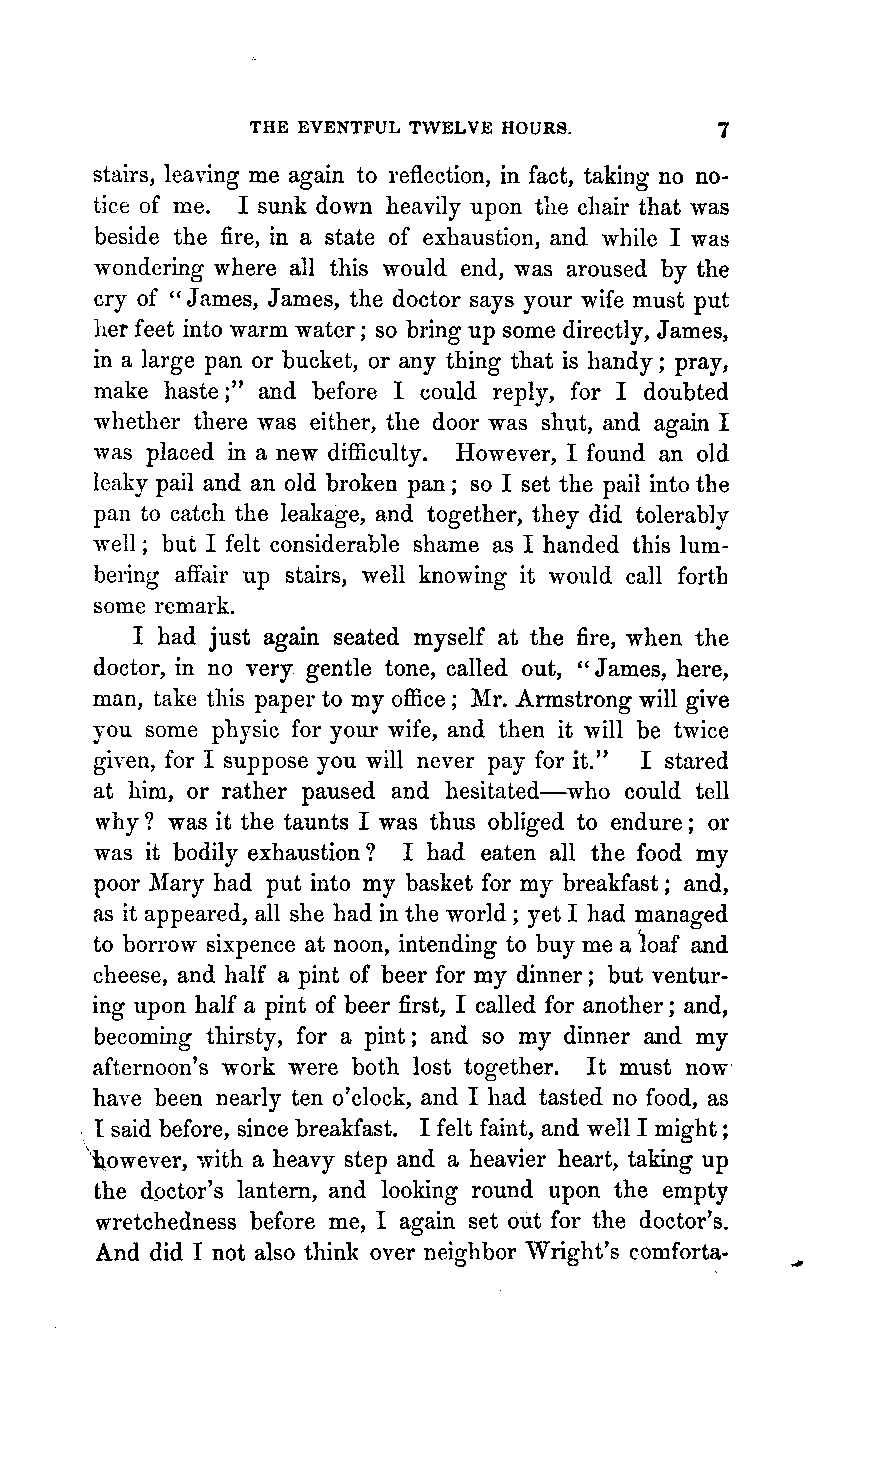 THE EVENTFUL TWELVE HOURS. 7
stairs, leaving me again to reflection, in fact, taking no no-
tice of me. I sunk down heavily upon the chair that was
beside the fire, in a state of exhaustion, and while I was
wondering where all this would end, was aroused by the
cry of "James, James, the doctor says your wife must put
her feet into warm water; so bring up some directly, James,
in a large pan or bucket, or any thing that is handy; pray,
make haste;" and before I could reply, for I doubted
whether there was either, the door was shut, and again I
was placed in a new difficulty. However, I found an old
leaky pail and an old broken pan; so I set the pail into the
pan to catch the leakage, and together, they did tolerably
well; but I felt considerable shame as I handed this lum-
bering affair up stairs, well knowing it would call forth
some remark.
I had just again seated myself at the fire, when the
doctor, in no very gentle tone, called out, "James, here,
man, take this paper to my office; Mr. Armstrong will give
you some physic for your wife, and then it will be twice
given, for I suppose you will never pay for it." I stared
at him, or rather paused and hesitated—who could tell
why? was it the taunts I was thus obliged to endure; or
was it bodily exhaustion? I had eaten all the food my
poor Mary had put into my basket for my breakfast; and,
as it appeared, all she had in the world; yet I had managed
to borrow sixpence at noon, intending to buy me a loaf and
cheese, and half a pint of beer for my dinner; but ventur-
ing upon half a pint of beer first, I called for another; and,
becoming thirsty, for a pint; and so my dinner and my
afternoon's work were both lost together. It must now
have been nearly ten o'clock, and I had tasted no food, as
I said before, since breakfast. I felt faint, and well I might;
however, with a heavy step and a heavier heart, taking up
the doctor's lantern, and looking round upon the empty
wretchedness before me, I again set out for the doctor's.
And did I not also think over neighbor Wright's comforta-